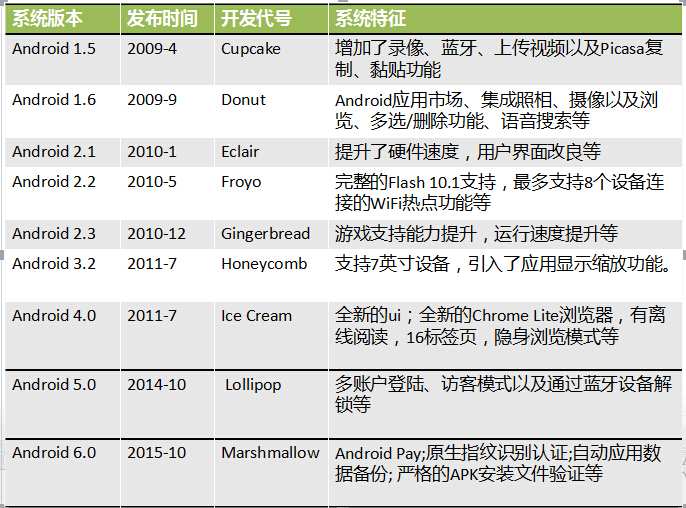 系统版本 发布时间 开发代号 系统特征
Android 1.5 2009-4 Cupcake 增加了录像、蓝牙、上传视频以及Picasa复
制、黏贴功能
Android 1.6 2009-9 Donut Android应用市场、集成照相、摄像以及浏
览、多选/删除功能、语音搜索等
Android 2.1 2010-1 Eclair 提升了硬件速度，用户界面改良等
Android 2.2 2010-5 Froyo 完整的Flash 10.1支持，最多支持8个设备连
接的WiFi热点功能等
Android 2.3 2010-12 Gingerbread 游戏支持能力提升，运行速度提升等
Android 3.2 2011-7 Honeycomb 支持7英寸设备，引入了应用显示缩放功能。
Android 4.0 2011-7 Ice Cream 全新的ui；全新的Chrome Lite浏览器，有离
线阅读，16标签页，隐身浏览模式等
Android 5.0 2014-10 Lollipop 多账户登陆、访客模式以及通过蓝牙设备解
锁等
Android 6.0 2015-10 Marshmallow Android Pay;原生指纹识别认证;自动应用数
据备份; 严格的APK安装文件验证等